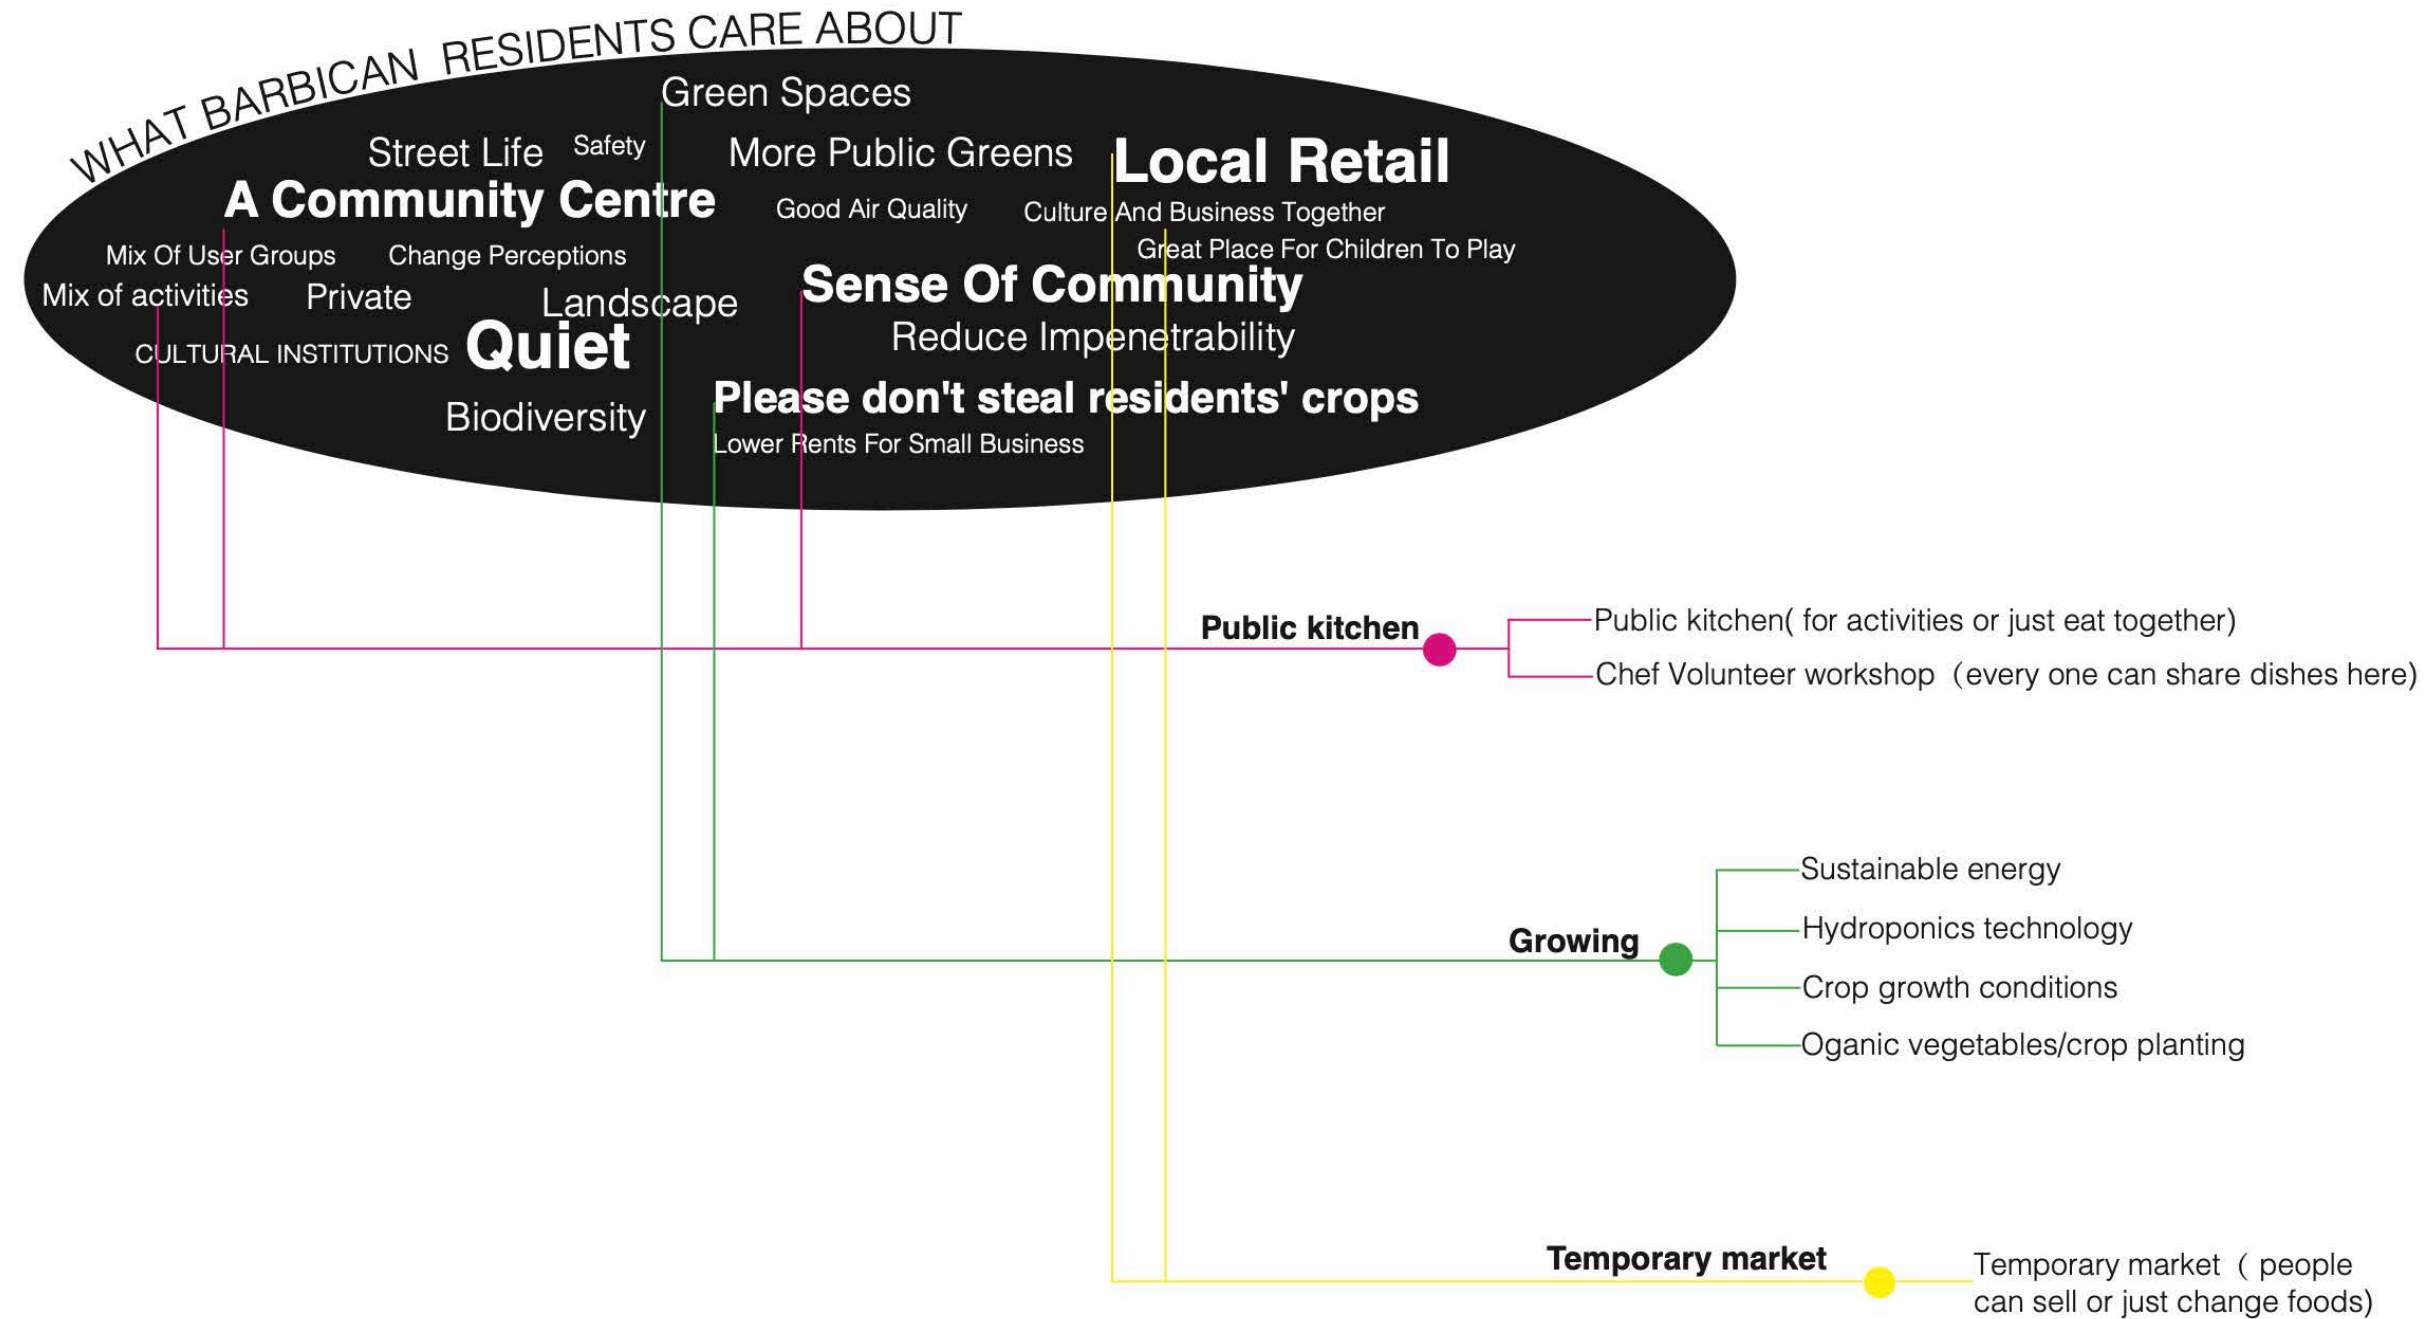 WHAT BARBICAN RESIDENTS CARE ABOUT
Green Spaces
Street Life
Safety
More Public Greens
Local Retail
A Community Centre
Good Air Quality
Culture And Business Together
Mix Of User Groups
Change Perceptions
Great Place For Children To Play
Mix of activities
Private
Landscape
Sense Of Community
CULTURAL INSTITUTIONS
Quiet
Reduce Impenetrability
Biodiversity
Please don't steal residents' crops
Lower Rents For Small Business
Public kitchen
Public kitchen( for activities or just eat together)
Chef Volunteer workshop（every one can share dishes here)
Growing
Sustainable energy
Hydroponics technology
Crop growth conditions
Oganic vegetables/crop planting
Temporary market
Temporary market（ people
can sell or just change foods)